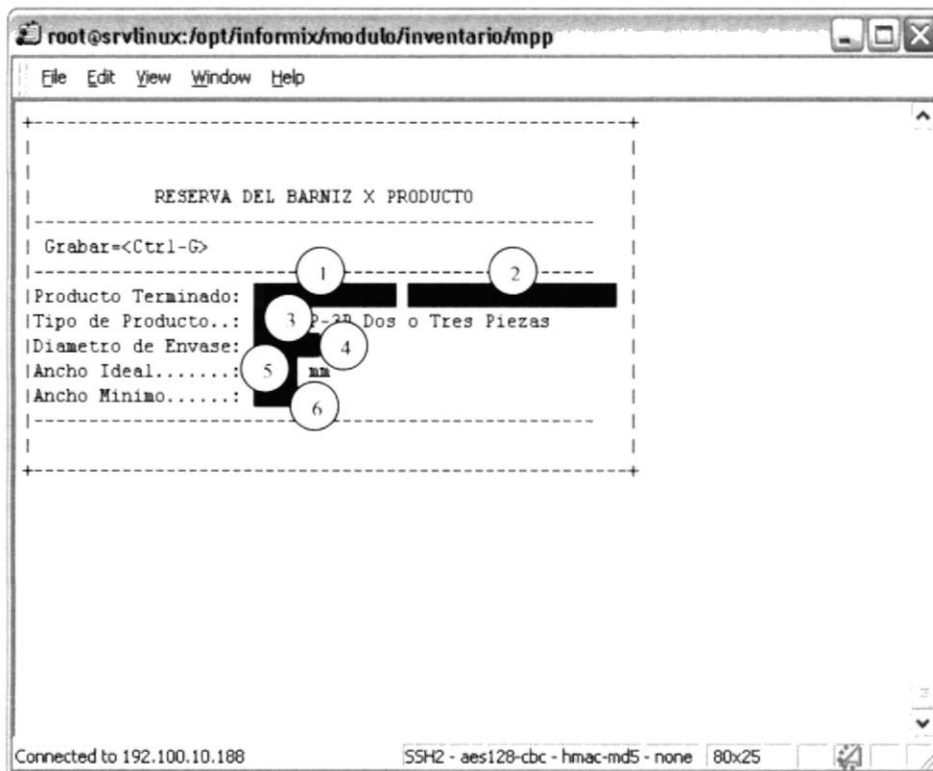 root@srvlinux:/opt/informix/modulo/inventario/mpp
File Edit View Window Help
RESERVA DEL BARNIZ X PRODUCTO
Grabar=<Ctrl-G>
1 2
Producto Terminado:
Tipo de Producto..: 3 P-3P Dos o Tres Piezas
Diametro de Envase: 4
Ancho Ideal.......: 5 mm
Ancho Minimo......: 6
Connected to 192.100.10.188 SSH2 - aes128-cbc - hmac-md5 - none 80x25